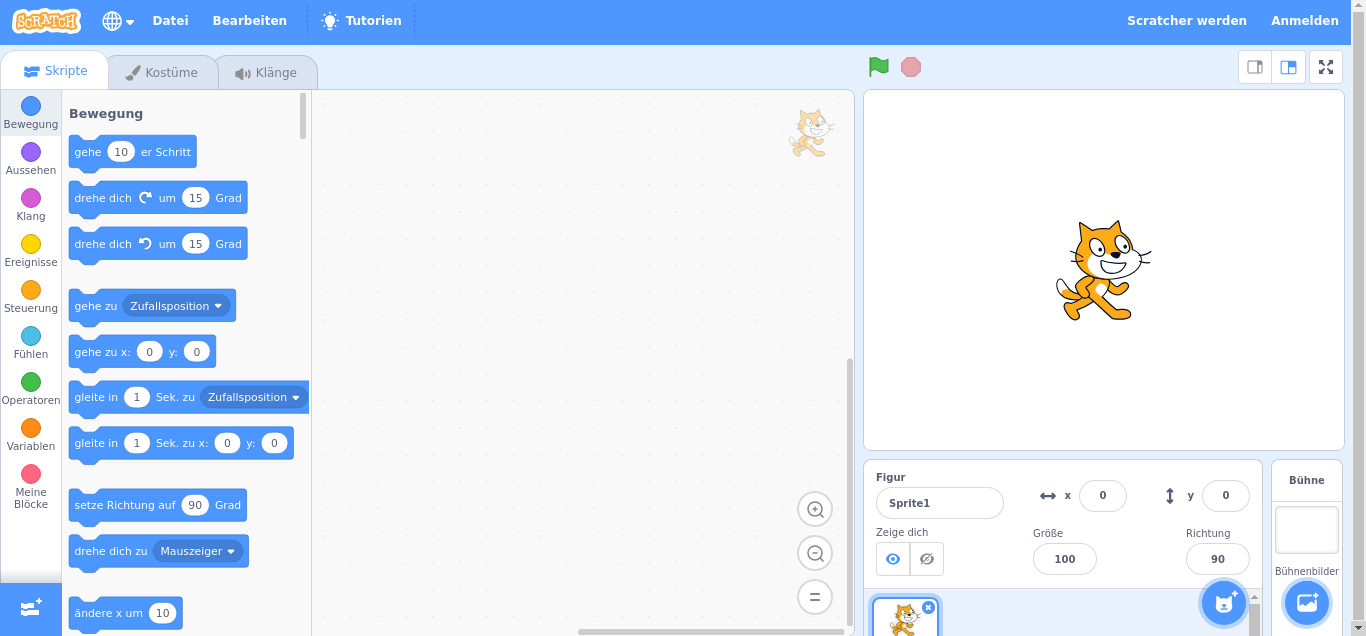 SCRATCH Datei Bearbeiten Tutorien Scratcher werden Anmelden
Skripte Kostüme Klänge
Bewegung
Aussehen
Klang
Ereignisse
Steuerung
Fühlen
Operatoren
Variablen
Meine
Blöcke
Bewegung
gehe 10 er Schritt
drehe dich um 15 Grad
drehe dich um 15 Grad
gehe zu Zufallsposition
gehe zu x: 0 y: 0
gleite in 1 Sek. zu Zufallsposition
gleite in 1 Sek. zu x: 0 y: 0
setze Richtung auf 90 Grad
drehe dich zu Mauszeiger
ändere x um 10
Figur
Sprite1 x 0 y 0
Zeige dich Größe Richtung
100 90
Bühne
Bühnenbilder